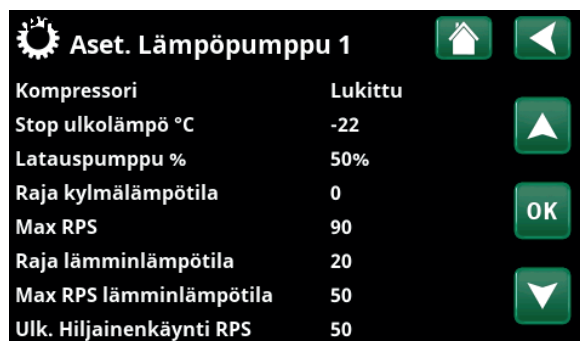 Aset. Lämpöpumppu 1
Kompressori Lukittu
Stop ulkolämpö °C -22
Latauspumppu % 50%
Raja kylmälämpötila 0
OK
Max RPS 90
Raja lämminlämpötila 20
Max RPS lämminlämpötila 50
Ulk. Hiljainenkäynti RPS 50